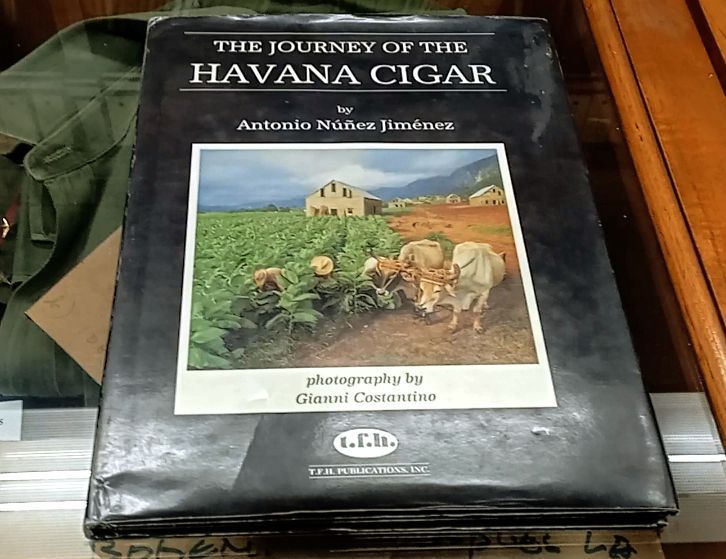 THE JOURNEY OF THE
HAVANA CIGAR
by
Antonio Núñez Jiménez
photography by
Gianni Costantino
t.f.h.
T.F.H. PUBLICATIONS, INC.